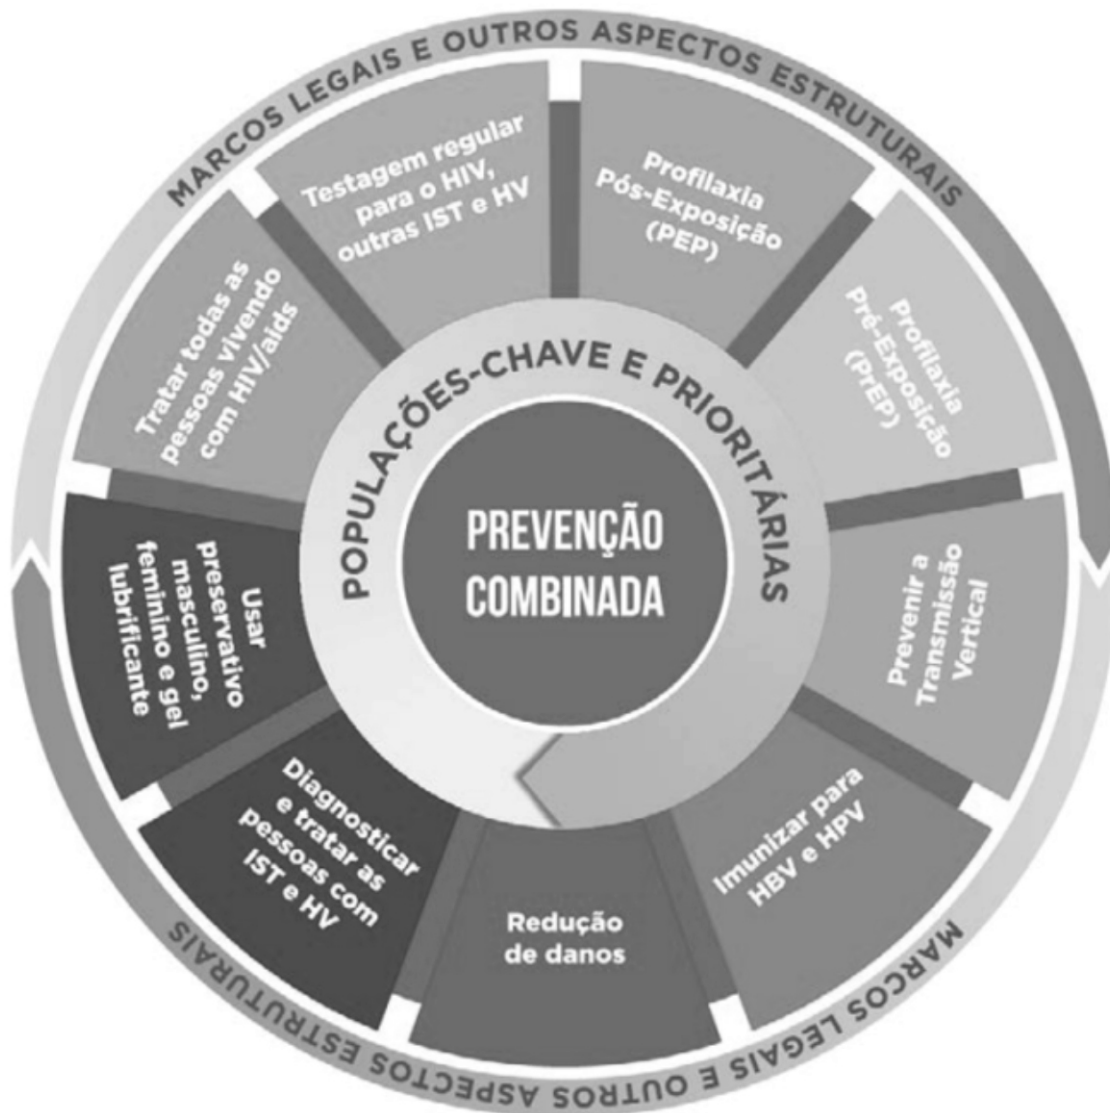 MARCOS LEGAIS E OUTROS ASPECTOS ESTRUTURAIS
Testagem regular
para o HIV,
outras IST e HV
Profilaxia
Pós-Exposição
(PEP)
Profilaxia
Pré-Exposição
(PrEP)
Prevenir a
Transmissão
Vertical
Imunizar para
HBV e HPV
Redução
de danos
Diagnosticar
e tratar as
pessoas com
IST e HV
Usar
preservativo
masculino,
feminino e gel
lubrificante
Tratar todas as
pessoas vivendo
com HIV/aids
POPULAÇÕES-CHAVE E PRIORITÁRIAS
PREVENÇÃO
COMBINADA
MARCOS LEGAIS E OUTROS ASPECTOS ESTRUTURAIS